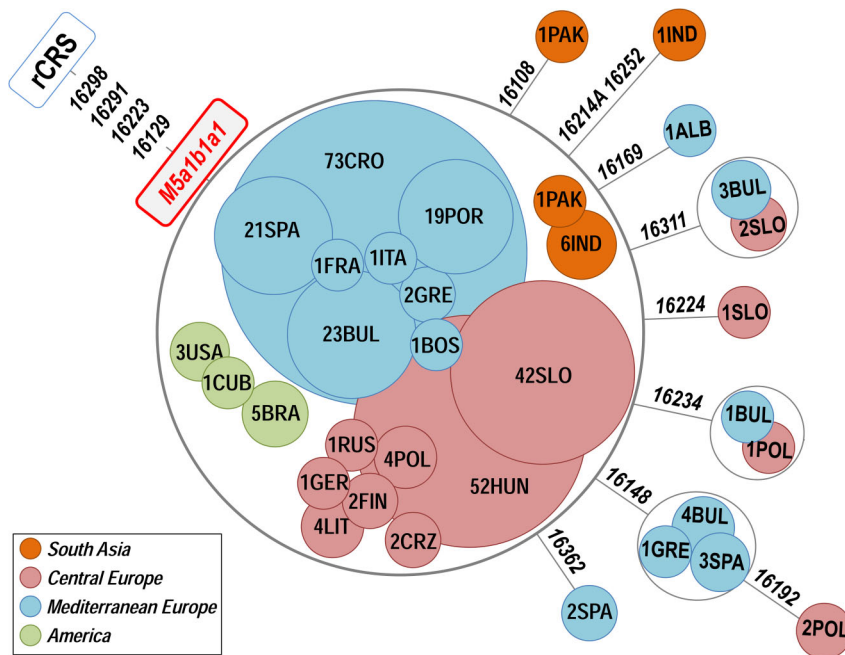 rCRS
16298
16291
16223
16129
M5a1b1a1
73CRO
21SPA
19POR
1FRA
1ITA
2GRE
23BUL
1BOS
42SLO
52HUN
1PAK
6IND
3USA
1CUB
5BRA
1RUS
4POL
1GER
2FIN
4LIT
2CRZ
16108
1PAK
16214A 16252
1IND
16169
1ALB
16311
3BUL
2SLO
16224
1SLO
16234
1BUL
1POL
16148
4BUL
1GRE
3SPA
16192
2POL
16362
2SPA
South Asia
Central Europe
Mediterranean Europe
America